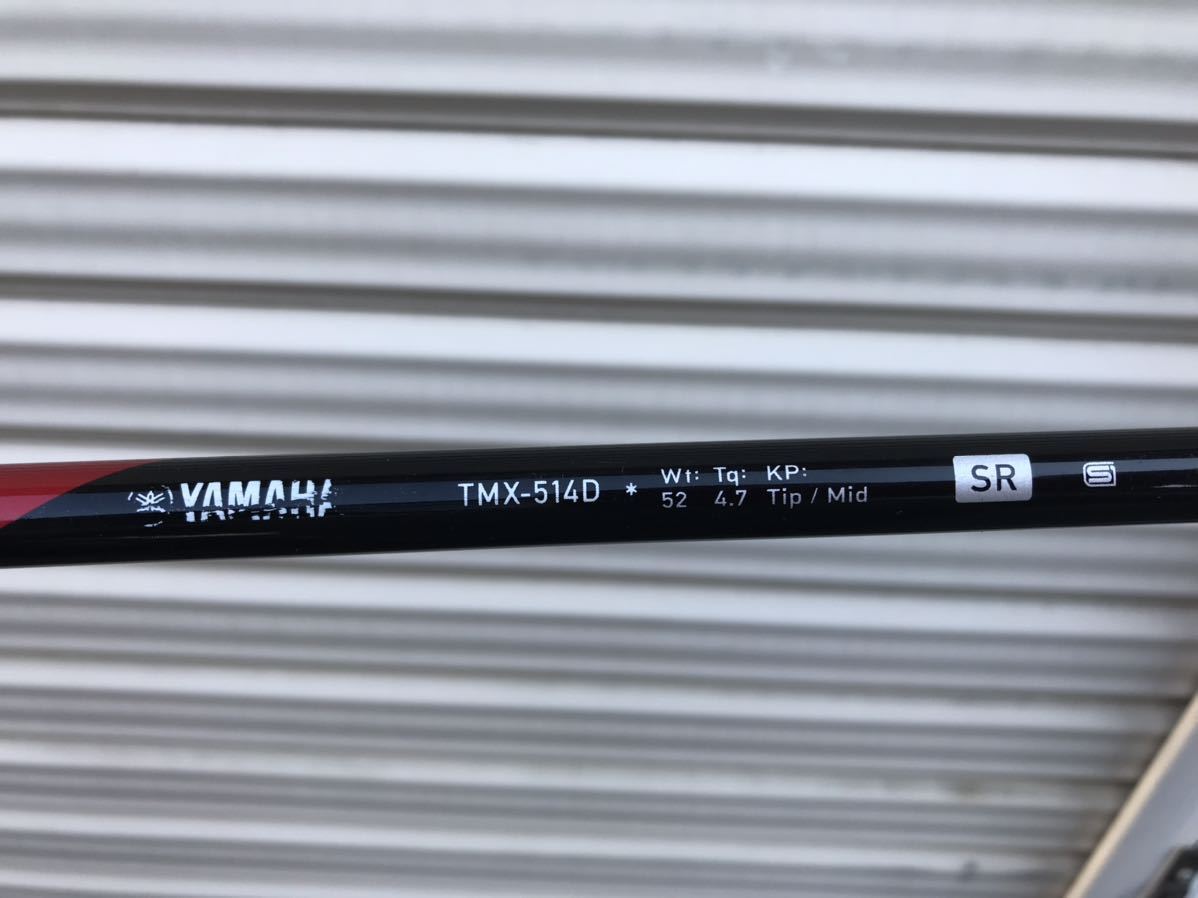 YAMAHA TMX-514D * Wt: Tq: KP:
52 4.7 Tip / Mid
SR